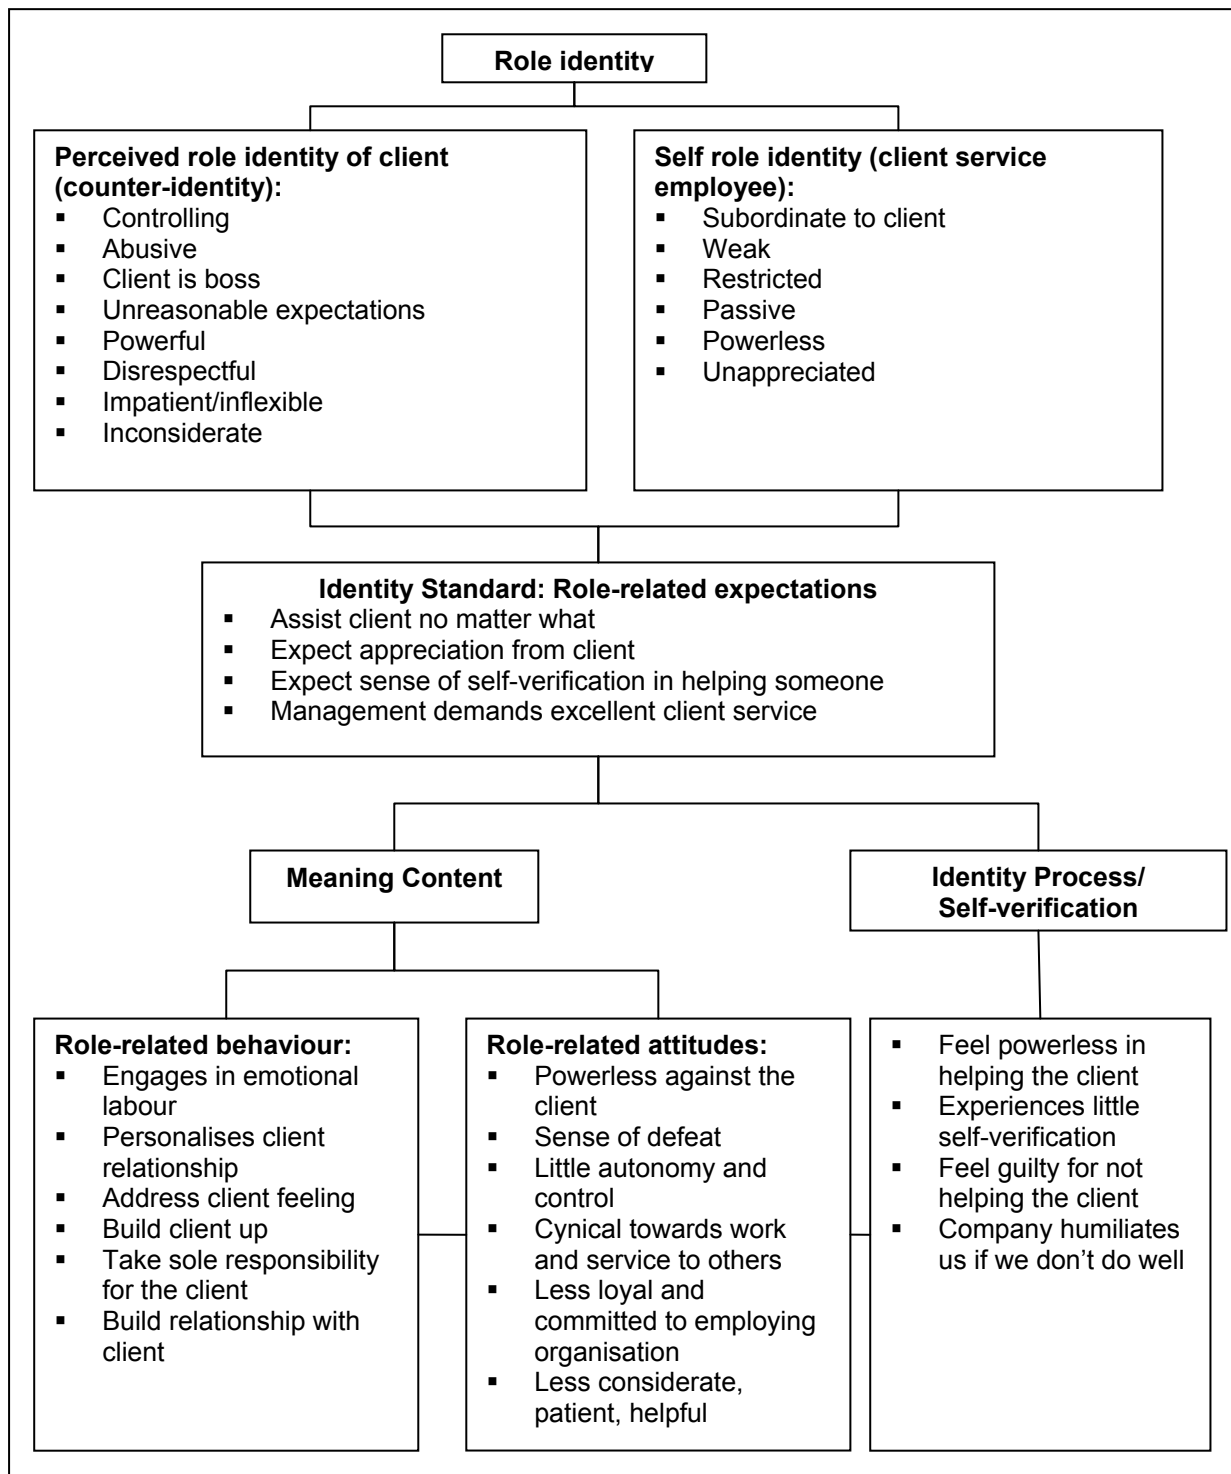 Role identity
Perceived role identity of client
(counter-identity):
▪ Controlling
▪ Abusive
▪ Client is boss
▪ Unreasonable expectations
▪ Powerful
▪ Disrespectful
▪ Impatient/inflexible
▪ Inconsiderate
Self role identity (client service
employee):
▪ Subordinate to client
▪ Weak
▪ Restricted
▪ Passive
▪ Powerless
▪ Unappreciated
Identity Standard: Role-related expectations
▪ Assist client no matter what
▪ Expect appreciation from client
▪ Expect sense of self-verification in helping someone
▪ Management demands excellent client service
Meaning Content
Identity Process/
Self-verification
Role-related behaviour:
▪ Engages in emotional
labour
▪ Personalises client
relationship
▪ Address client feeling
▪ Build client up
▪ Take sole responsibility
for the client
▪ Build relationship with
client
Role-related attitudes:
▪ Powerless against the
client
▪ Sense of defeat
▪ Little autonomy and
control
▪ Cynical towards work
and service to others
▪ Less loyal and
committed to employing
organisation
▪ Less considerate,
patient, helpful
▪ Feel powerless in
helping the client
▪ Experiences little
self-verification
▪ Feel guilty for not
helping the client
▪ Company humiliates
us if we don’t do well